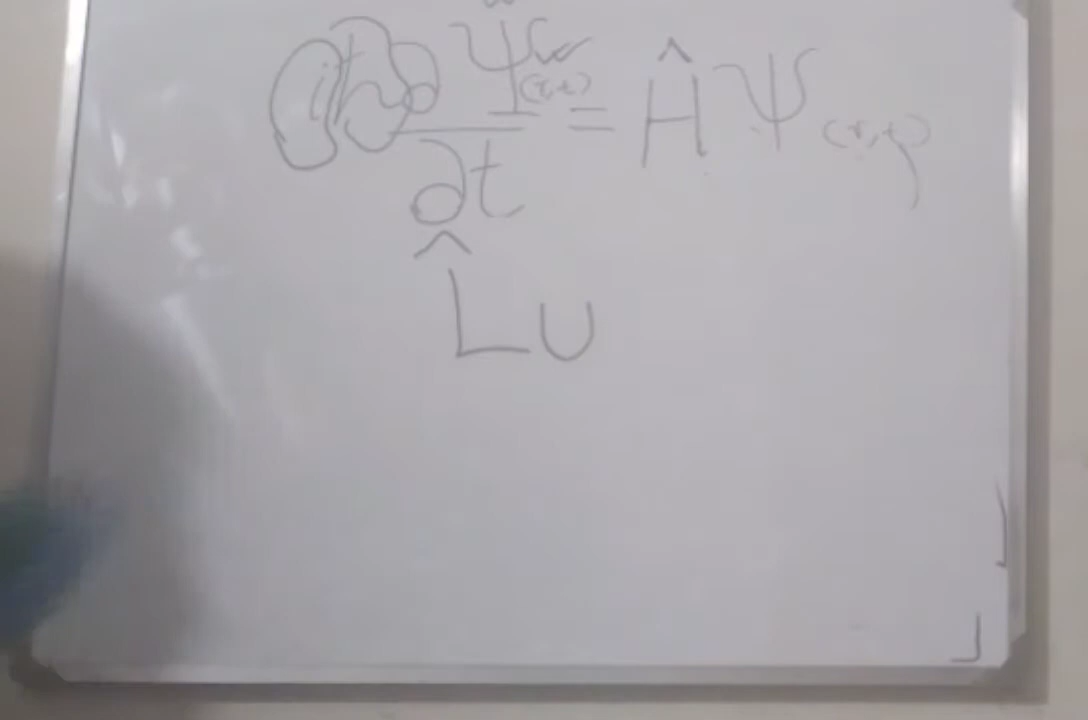 iħ ∂Ψ(r,t)/∂t = ĤΨ(r,t)
L̂u